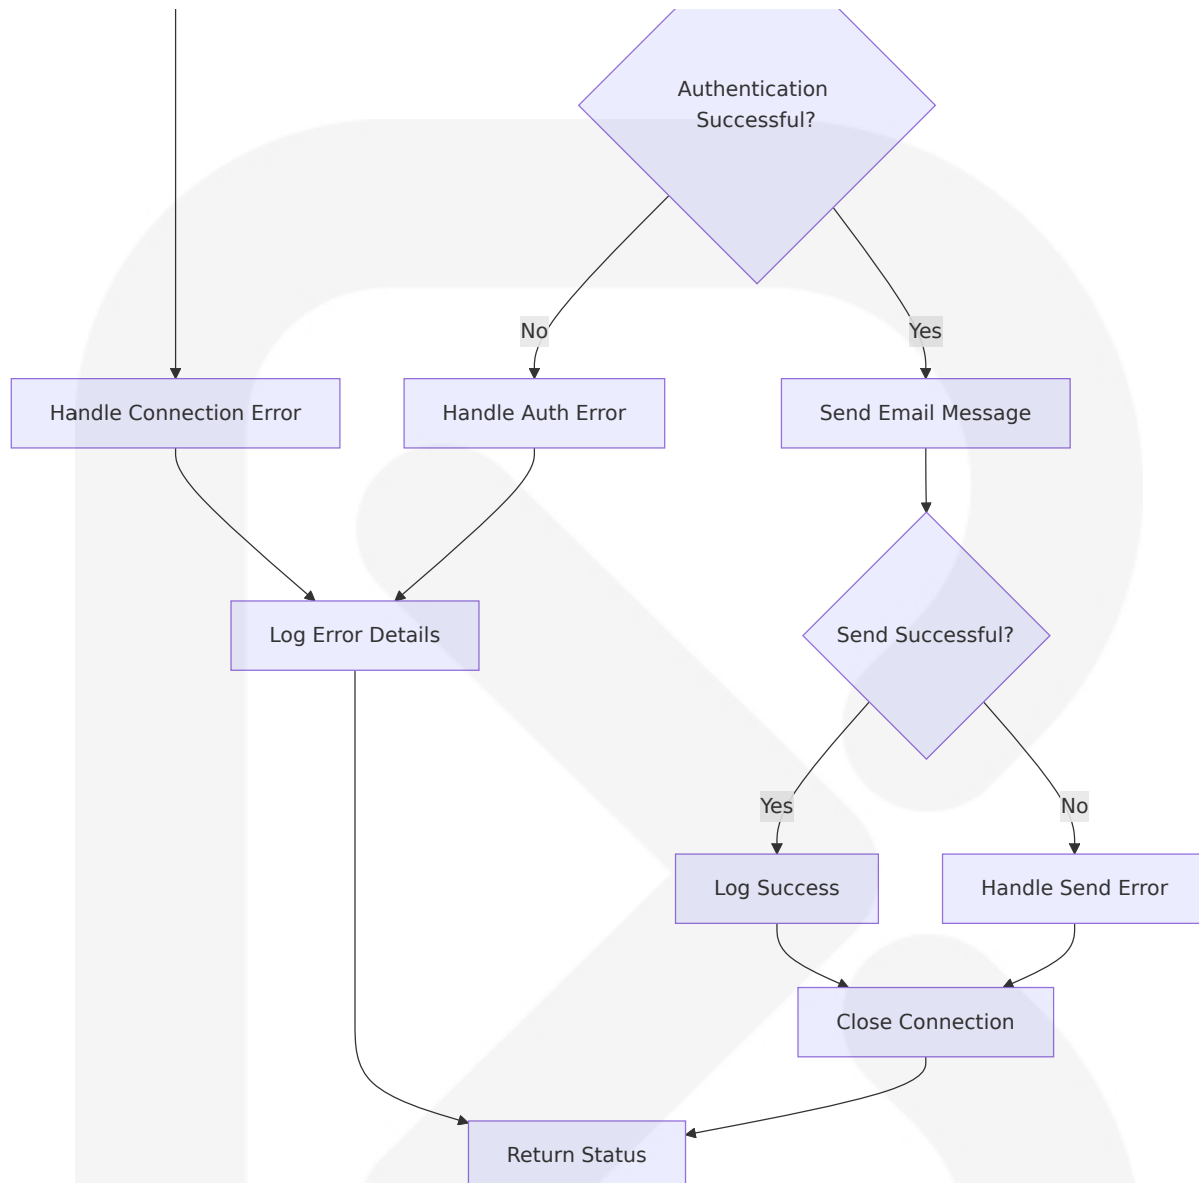 Authentication
Successful?
No
Yes
Handle Connection Error
Handle Auth Error
Send Email Message
Log Error Details
Send Successful?
Yes
No
Log Success
Handle Send Error
Close Connection
Return Status